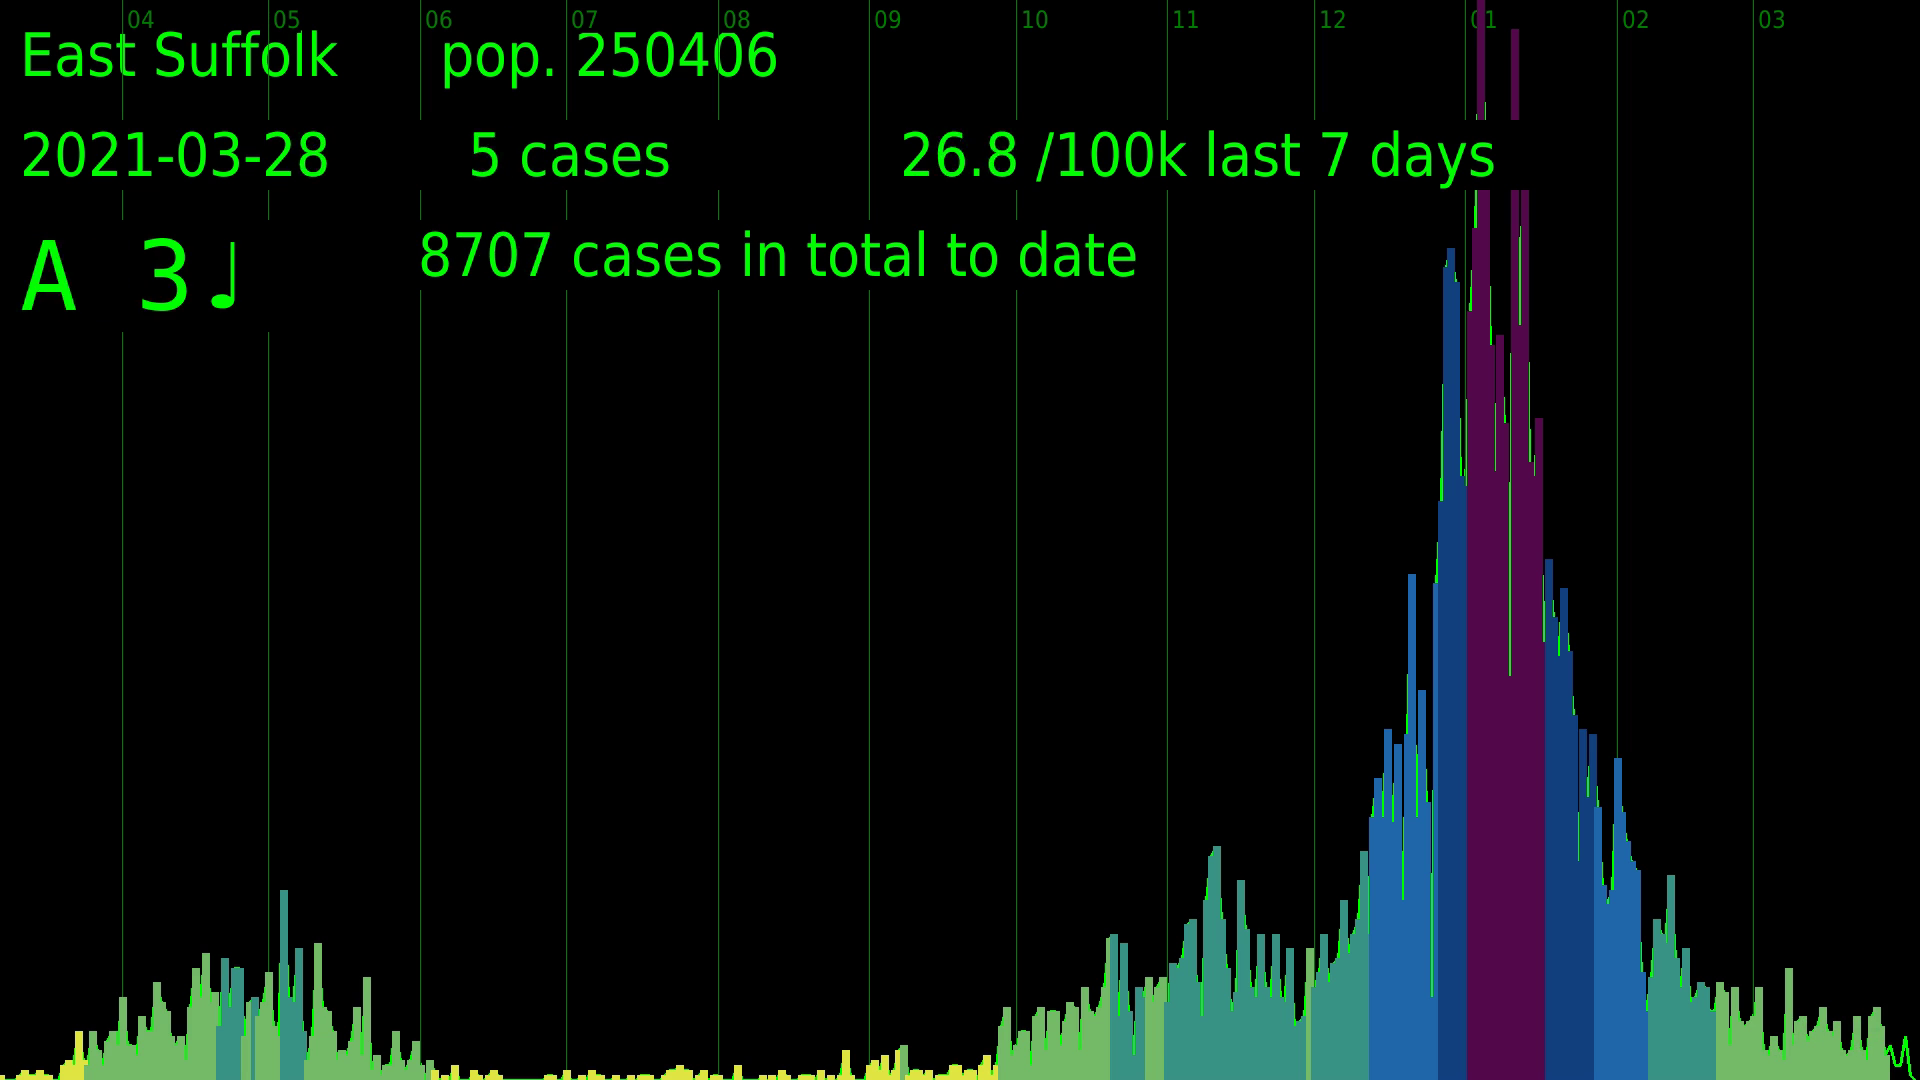 04 05 06 07 08 09 10 11 12 01 02 03
East Suffolk pop. 250406
2021-03-28 5 cases 26.8 /100k last 7 days
A 3♩ 8707 cases in total to date